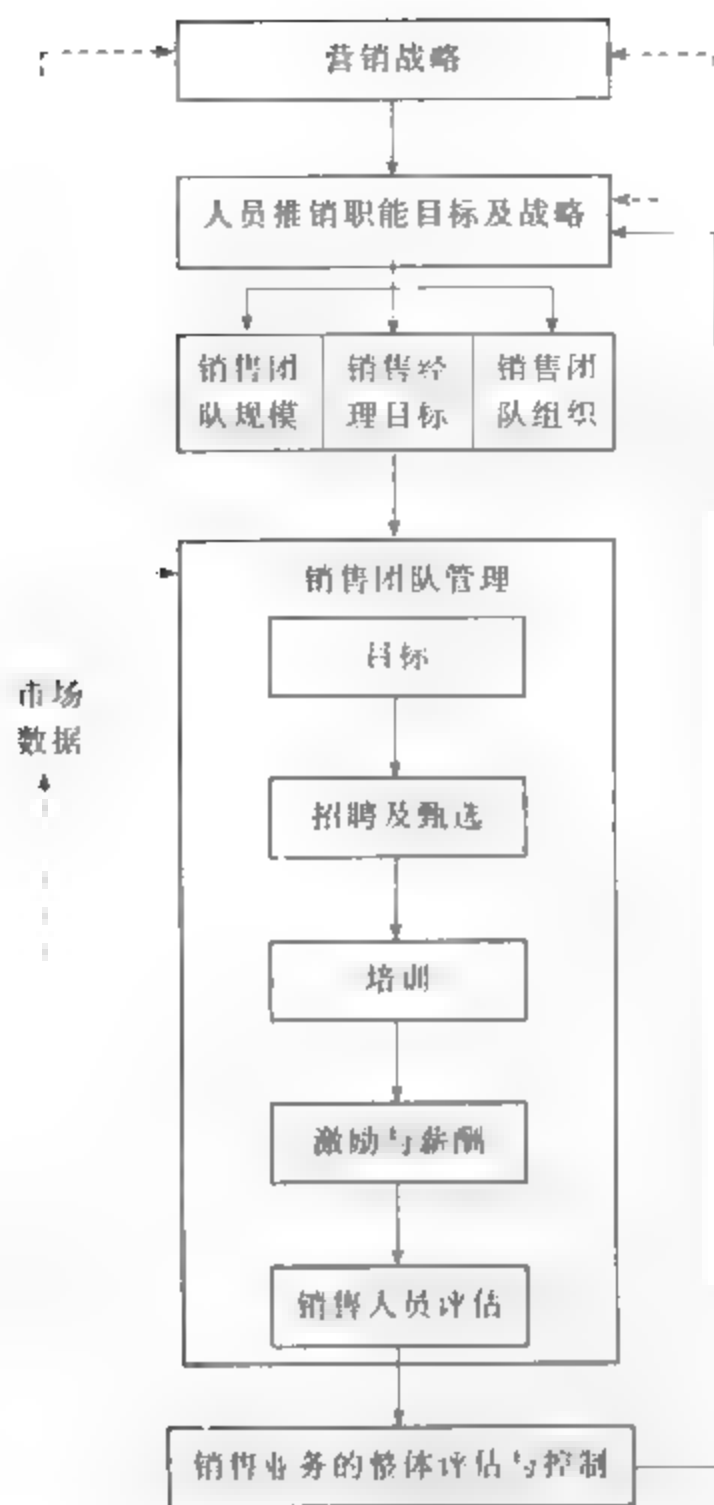 营销战略
人员推销职能目标及战略
销售团
队规模
销售经
理目标
销售团
队组织
销售团队管理
目标
市场
数据
招聘及甄选
培训
激励与薪酬
销售人员评估
销售业务的整体评估与控制